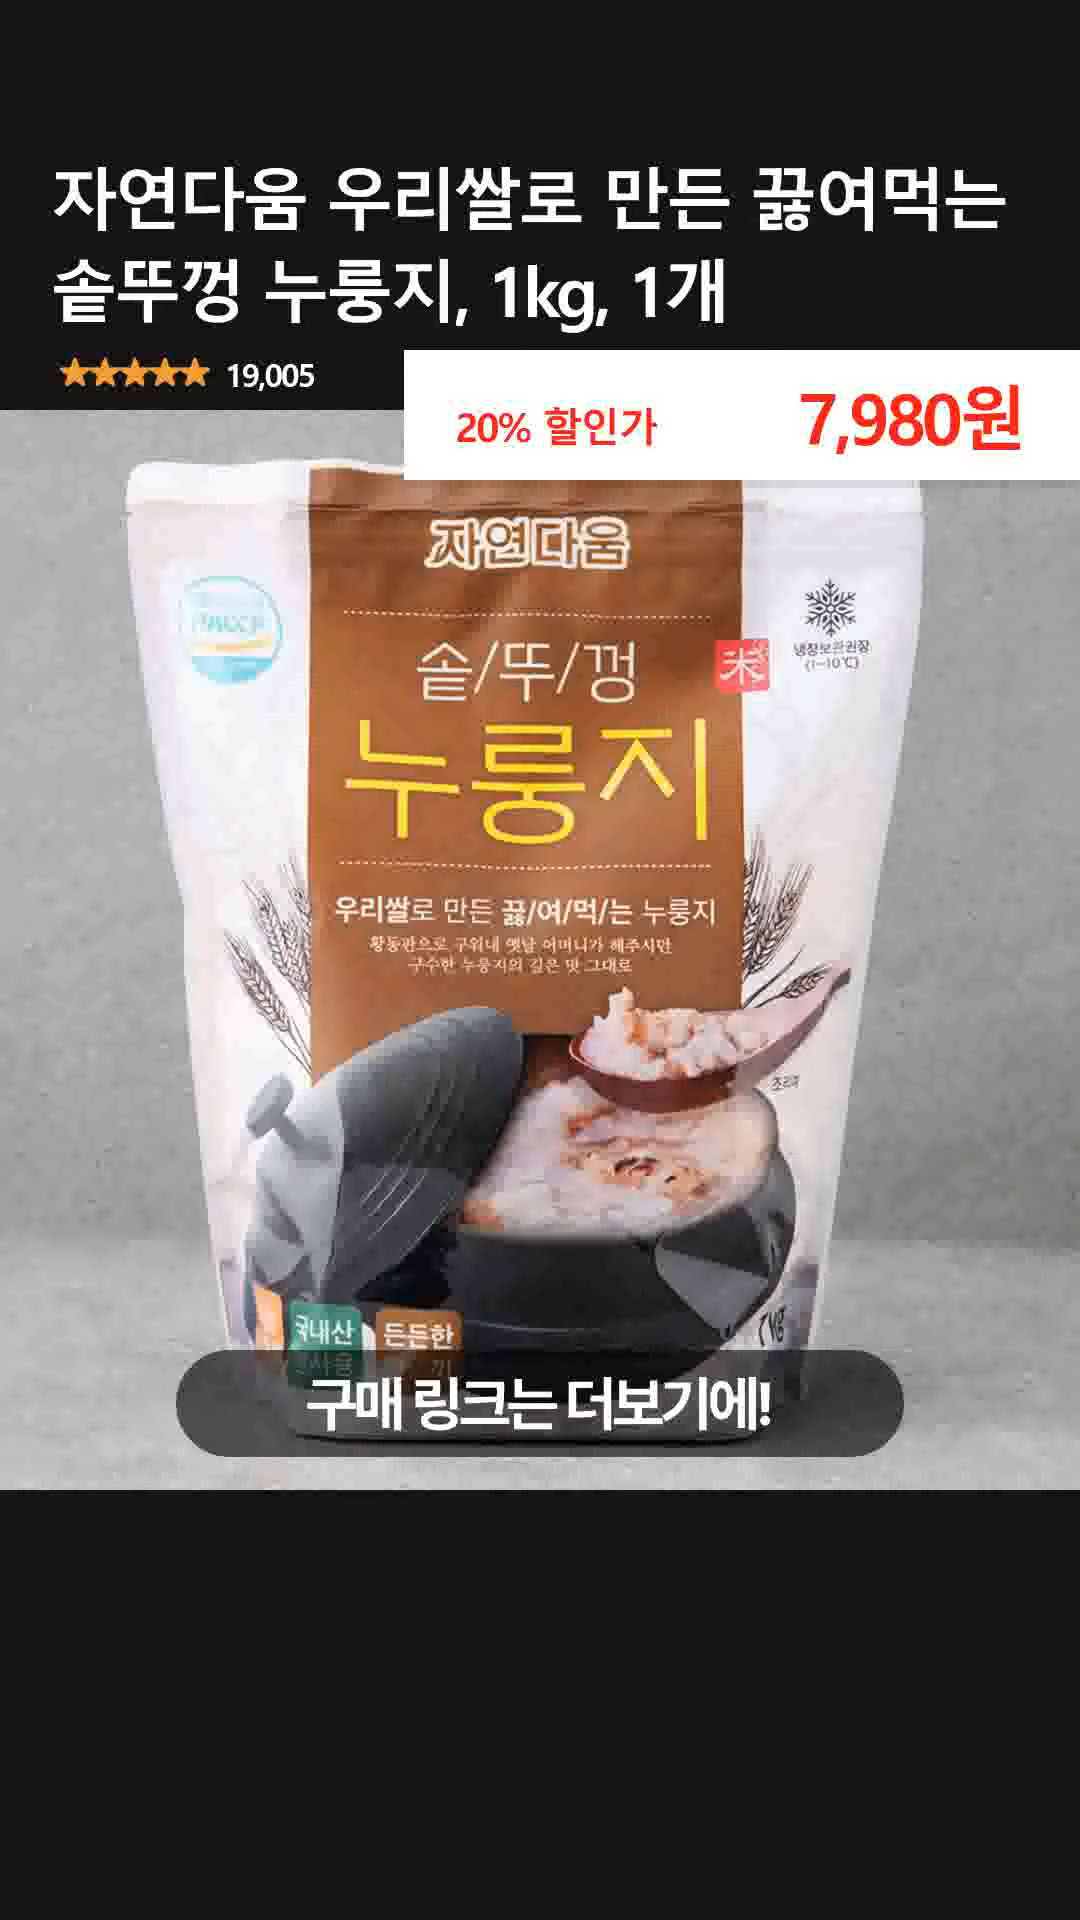 자연다움 우리쌀로 만든 끓여먹는
솥뚜껑 누룽지, 1kg, 1개
19,005
20% 할인가
7,980원
자연다움
HACCP
솥/뚜/껑
米
냉장보관권장
(1~10℃)
누룽지
우리쌀로 만든 끓/여/먹/는 누룽지
황동판으로 구워내 옛날 어머니가 해주시던
구수한 누룽지의 깊은 맛 그대로
국내산
든든한
구매 링크는 더보기에!